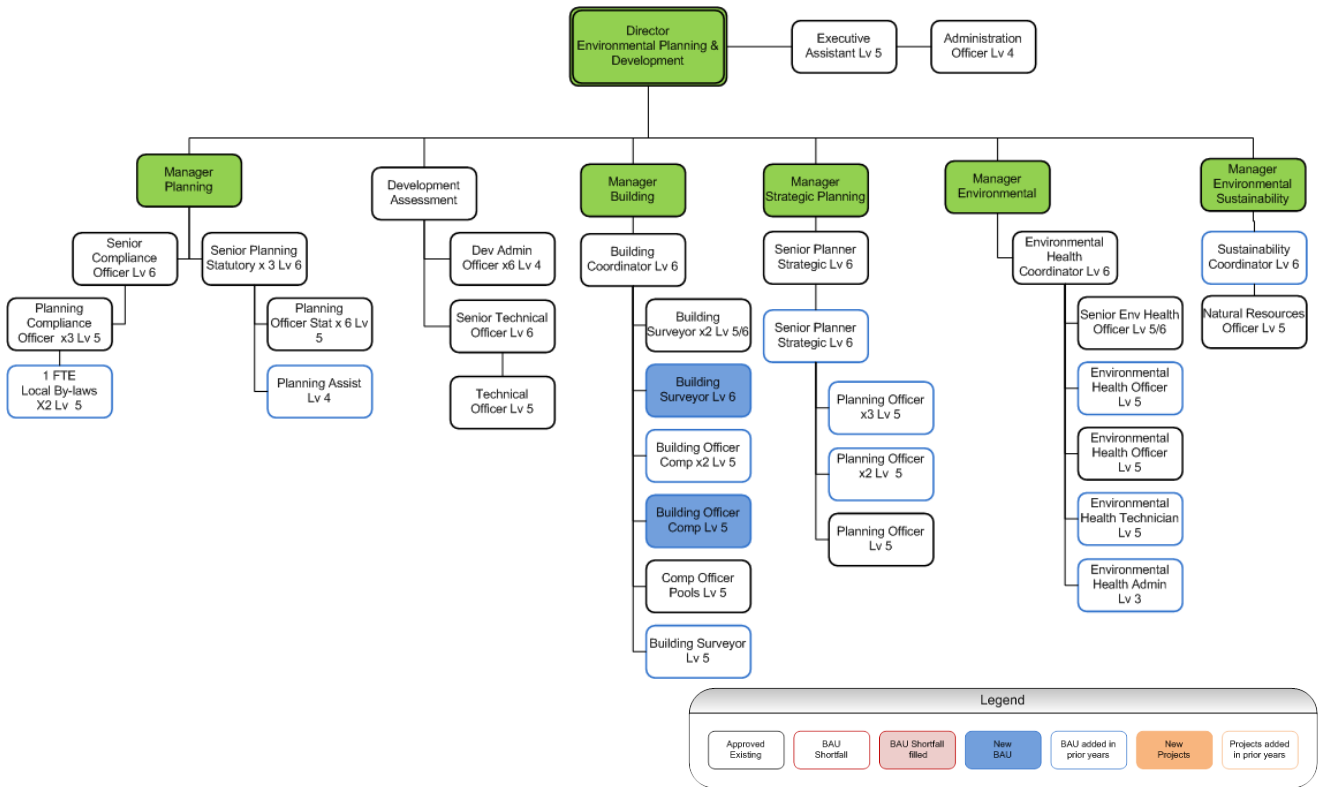 Director
Environmental Planning &
Development
Executive
Assistant Lv 5
Administration
Officer Lv 4
Manager
Planning
Development
Assessment
Manager
Building
Manager
Strategic Planning
Manager
Environmental
Manager
Environmental
Sustainability
Senior
Compliance
Officer Lv 6
Senior Planning
Statutory x 3 Lv 6
Planning
Compliance
Officer  x3 Lv 5
Planning
Officer Stat x 6 Lv
5
1 FTE
Local By-laws
X2 Lv  5
Planning Assist
Lv 4
Dev Admin
Officer x6 Lv 4
Senior Technical
Officer Lv 6
Technical
Officer Lv 5
Building
Coordinator Lv 6
Building
Surveyor x2 Lv 5/6
Building
Surveyor Lv 6
Building Officer
Comp x2 Lv 5
Building Officer
Comp Lv 5
Comp Officer
Pools Lv 5
Building Surveyor
Lv 5
Senior Planner
Strategic Lv 6
Senior Planner
Strategic Lv 6
Planning Officer
x3 Lv 5
Planning Officer
x2 Lv  5
Planning Officer
Lv 5
Environmental
Health
Coordinator Lv 6
Senior Env Health
Officer Lv 5/6
Environmental
Health Officer
Lv 5
Environmental
Health Officer
Lv 5
Environmental
Health Technician
Lv 5
Environmental
Health Admin
Lv 3
Sustainability
Coordinator Lv 6
Natural Resources
Officer Lv 5
Legend
Approved
Existing
BAU
Shortfall
BAU Shortfall
filled
New
BAU
BAU added in
prior years
New
Projects
Projects added
in prior years